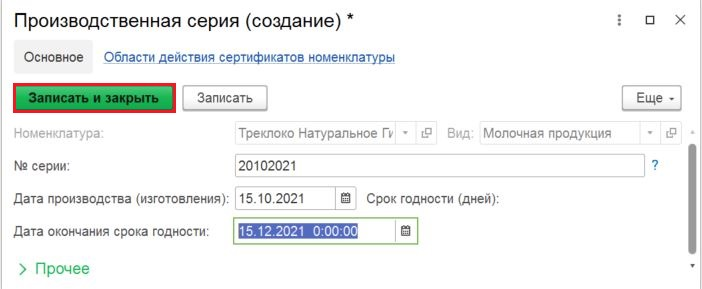 Производственная серия (создание) *
Основное Области действия сертификатов номенклатуры
Записать и закрыть Записать Еще
Номенклатура: Треклоко Натуральное Ги Вид: Молочная продукция
№ серии: 20102021 ?
Дата производства (изготовления): 15.10.2021 Срок годности (дней):
Дата окончания срока годности: 15.12.2021 0:00:00
Прочее